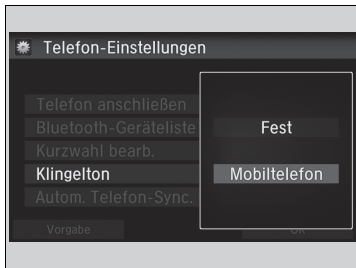 Telefon-Einstellungen
Telefon anschließen
Bluetooth-Geräteliste
Kurzwahl bearb.
Klingelton
Autom. Telefon-Sync.
Fest
Mobiltelefon
Vorgabe
OK